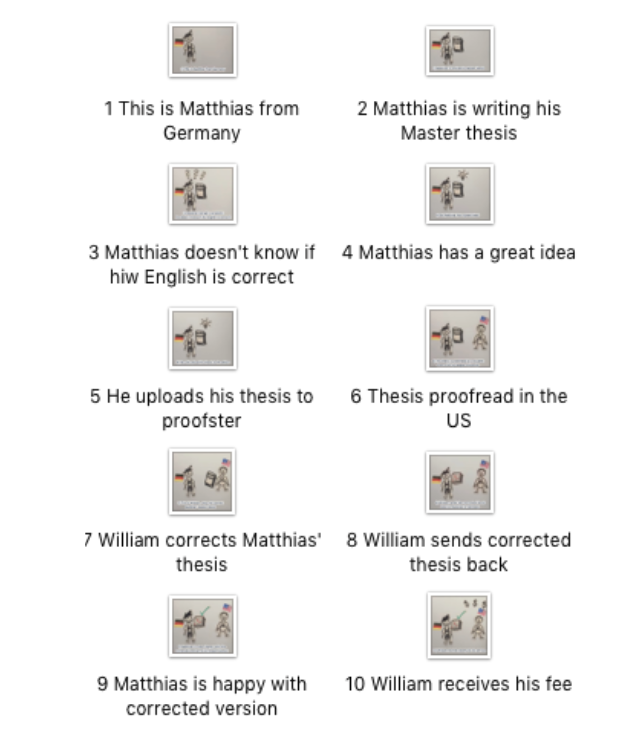 1 This is Matthias from
Germany
2 Matthias is writing his
Master thesis
3 Matthias doesn't know if
hiw English is correct
4 Matthias has a great idea
5 He uploads his thesis to
proofster
6 Thesis proofread in the
US
7 William corrects Matthias'
thesis
8 William sends corrected
thesis back
9 Matthias is happy with
corrected version
10 William receives his fee